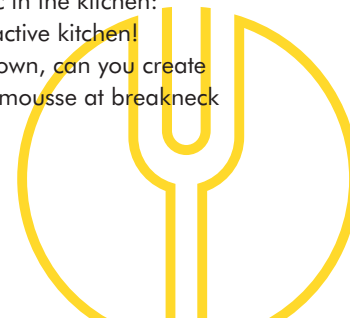 in the kitchen:
active kitchen!
own, can you create
mousse at breakneck